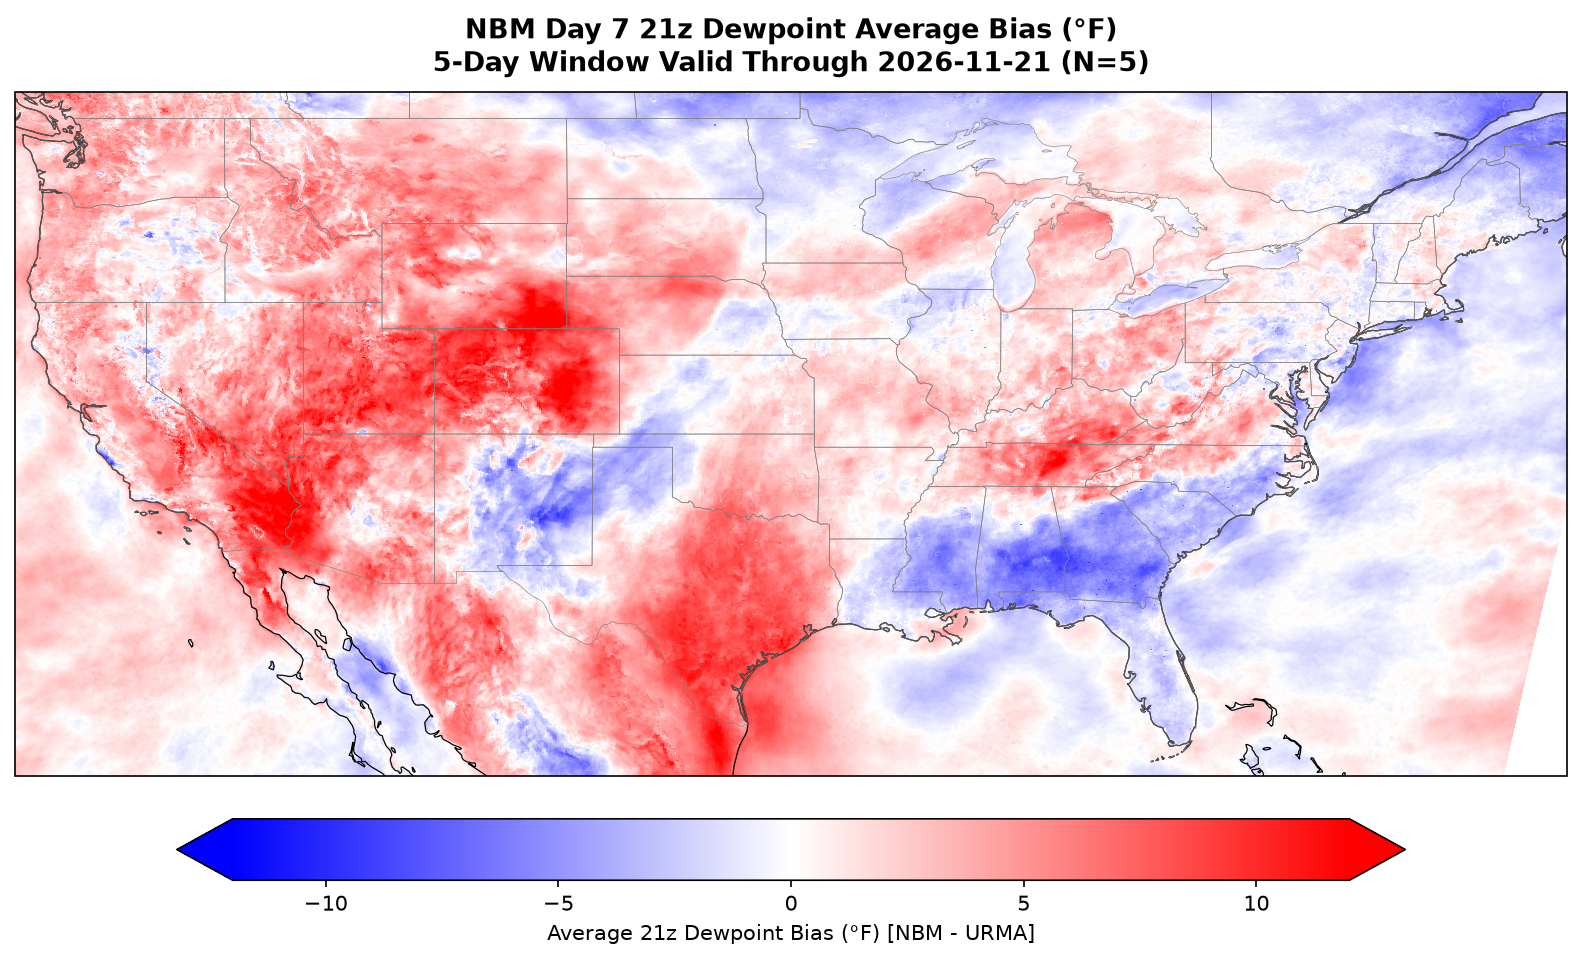 NBM Day 7 21z Dewpoint Average Bias (°F)
5-Day Window Valid Through 2026-11-21 (N=5)
−10 −5 0 5 10
Average 21z Dewpoint Bias (°F) [NBM - URMA]